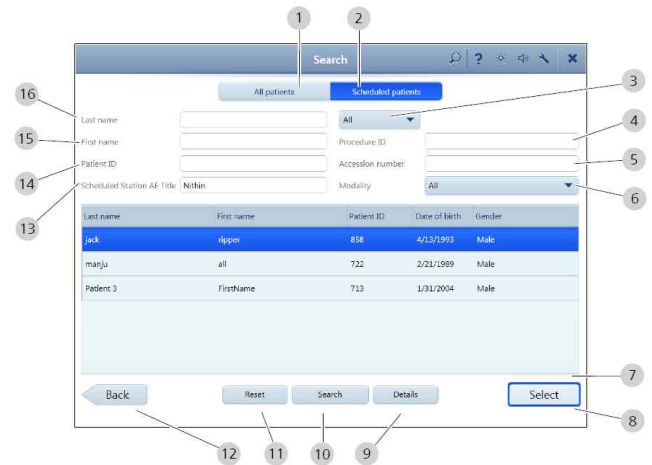 1
2
Search
?
All patients
Scheduled patients
3
16
Last name
All
4
15
First name
Procedure ID
5
14
Patient ID
Accession number
13
Scheduled Station AE Title
Nithin
Modality
All
6
Last name First name Patient ID Date of birth Gender
jack ripper 858 4/13/1993 Male
manju all 722 2/21/1989 Male
Patient 3 FirstName 713 1/31/2004 Male
7
Back
Reset
Search
Details
Select
8
12
11
10
9